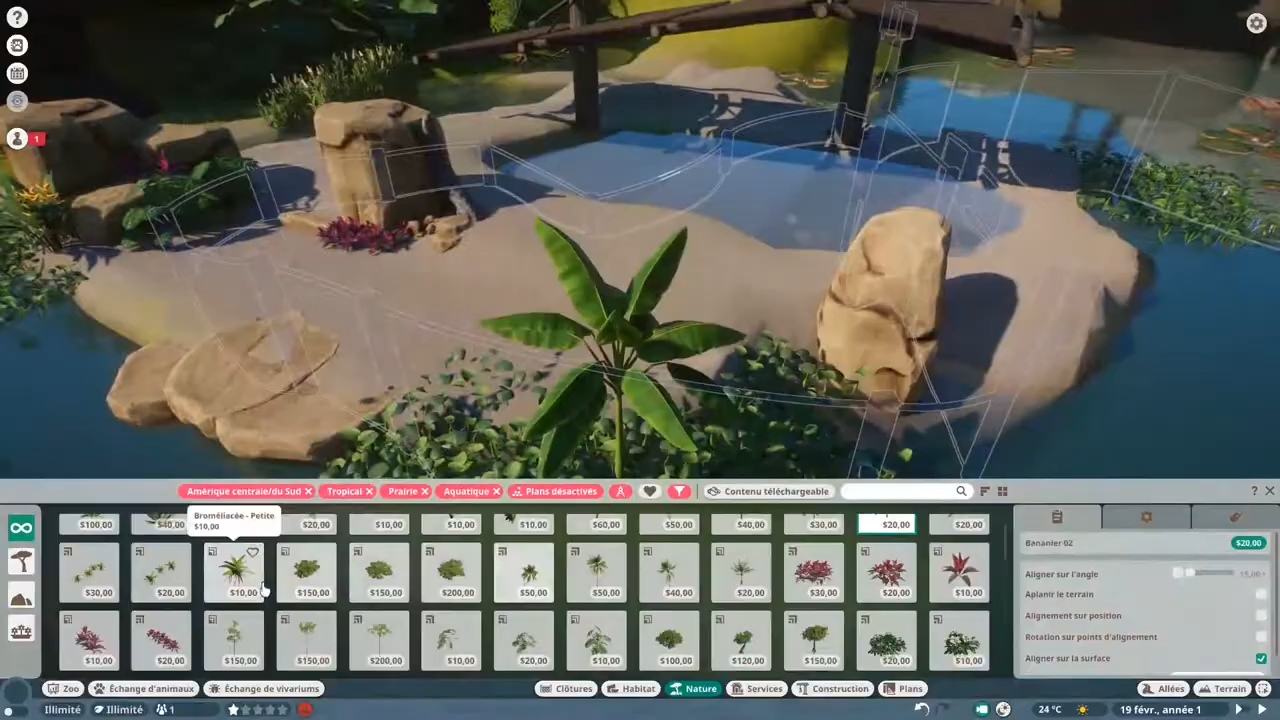 1
Amérique centrale/du Sud ✕ Tropical ✕ Prairie ✕ Aquatique ✕ Plans désactivés Contenu téléchargeable ? ✕
$100,00 $40,00 $20,00 $10,00 $10,00 $10,00 $60,00 $50,00 $40,00 $30,00 $20,00 $20,00
Broméliacée - Petite
$10,00
$30,00 $20,00 $10,00 $150,00 $150,00 $200,00 $50,00 $50,00 $40,00 $20,00 $30,00 $20,00 $10,00
$10,00 $20,00 $150,00 $150,00 $200,00 $10,00 $20,00 $10,00 $100,00 $120,00 $150,00 $20,00 $10,00
Bananier 02 $20,00
Aligner sur l'angle 15,00°
Aplanir le terrain
Alignement sur position
Rotation sur points d'alignement
Aligner sur la surface
Zoo Échange d'animaux Échange de vivariums Clôtures Habitat Nature Services Construction Plans Allées Terrain
Illimité Illimité 1 24 °C 19 févr., année 1